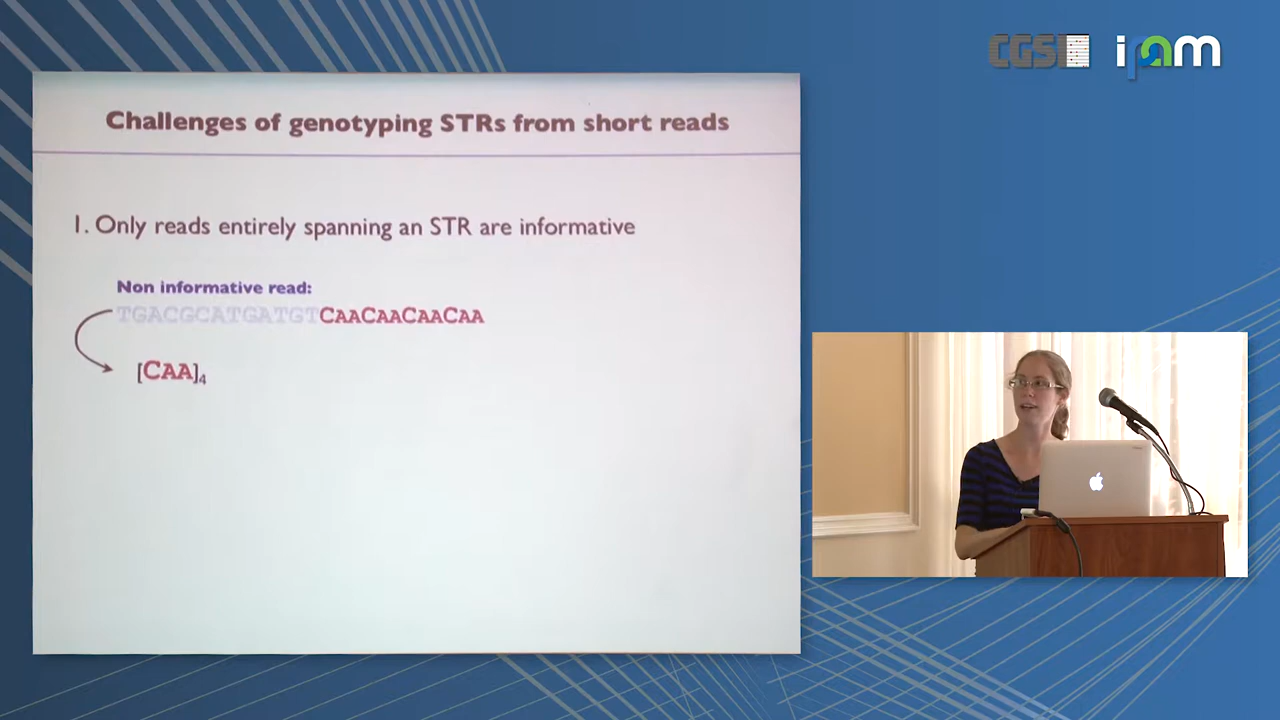 CGSI
ipam
Challenges of genotyping STRs from short reads
1. Only reads entirely spanning an STR are informative
Non informative read:
TGACGCATGATGTCAACAACAACAA
[CAA]4